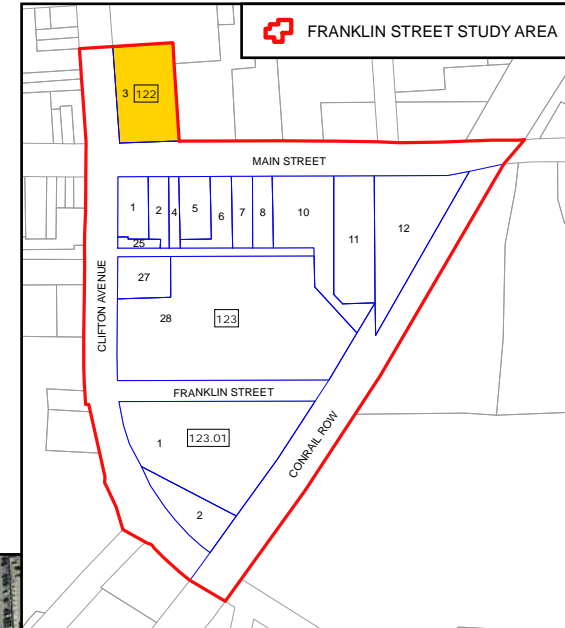 FRANKLIN STREET STUDY AREA
3 122
MAIN STREET
1 2 4 5 6 7 8 10 11 12
25
27
28 123
CLIFTON AVENUE
FRANKLIN STREET
1 123.01
CONRAIL ROW
2